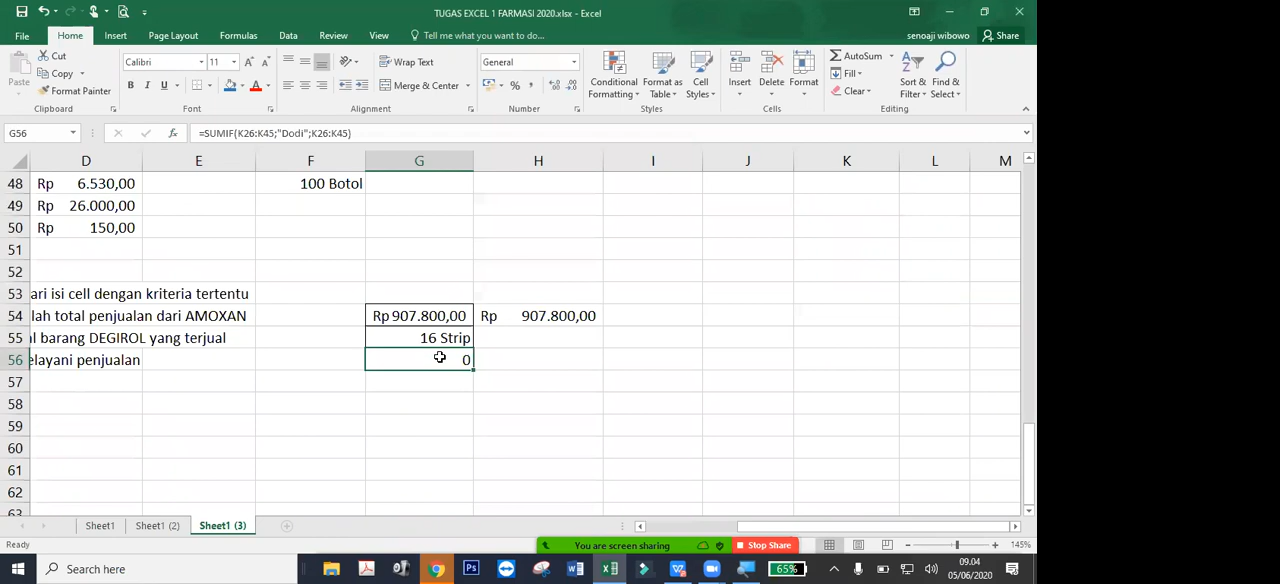 TUGAS EXCEL 1 FARMASI 2020.xlsx - Excel
File Home Insert Page Layout Formulas Data Review View Tell me what you want to do... senoaji wibowo Share
Paste Cut Copy Format Painter Clipboard
Calibri 11 B I U Font
Wrap Text Merge & Center Alignment
General % , Number
Conditional Formatting Format as Table Cell Styles Styles
Insert Delete Format Cells
AutoSum Fill Clear Sort & Filter Find & Select Editing
G56 fx =SUMIF(K26:K45;"Dodi";K26:K45)
D E F G H I J K L M
48 Rp 6.530,00 100 Botol
49 Rp 26.000,00
50 Rp 150,00
51
52
53 ari isi cell dengan kriteria tertentu
54 lah total penjualan dari AMOXAN Rp 907.800,00 Rp 907.800,00
55 al barang DEGIROL yang terjual 16 Strip
56 elayani penjualan 0
57
58
59
60
61
62
63
Sheet1 Sheet1 (2) Sheet1 (3)
Ready You are screen sharing Stop Share 145%
Search here 65% 09.04
05/06/2020